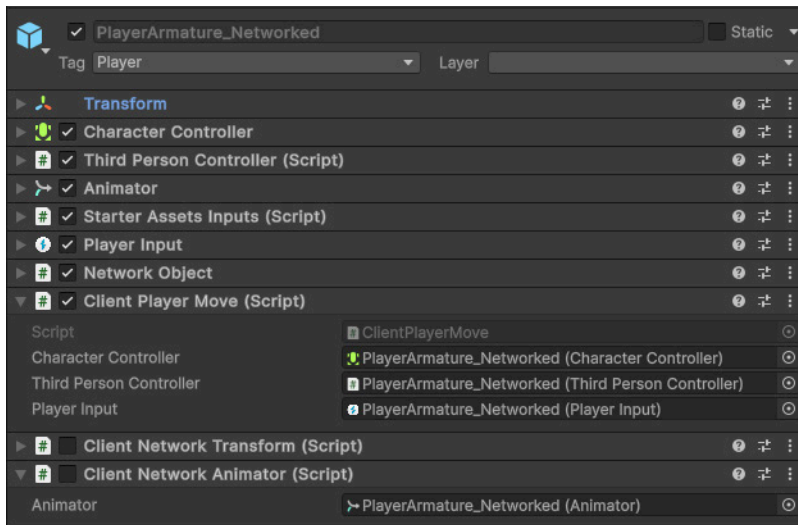 PlayerArmature_Networked Static
Tag Player Layer
Transform
Character Controller
Third Person Controller (Script)
Animator
Starter Assets Inputs (Script)
Player Input
Network Object
Client Player Move (Script)
Script ClientPlayerMove
Character Controller PlayerArmature_Networked (Character Controller)
Third Person Controller PlayerArmature_Networked (Third Person Controller)
Player Input PlayerArmature_Networked (Player Input)
Client Network Transform (Script)
Client Network Animator (Script)
Animator PlayerArmature_Networked (Animator)